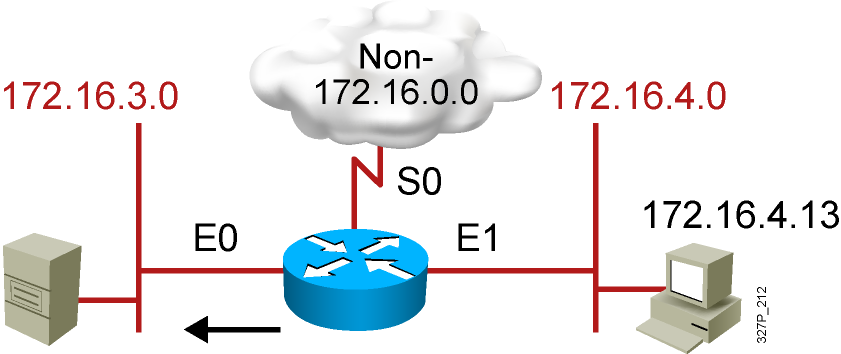 Non-
172.16.0.0
172.16.3.0
172.16.4.0
S0
172.16.4.13
E0
E1
327P_212